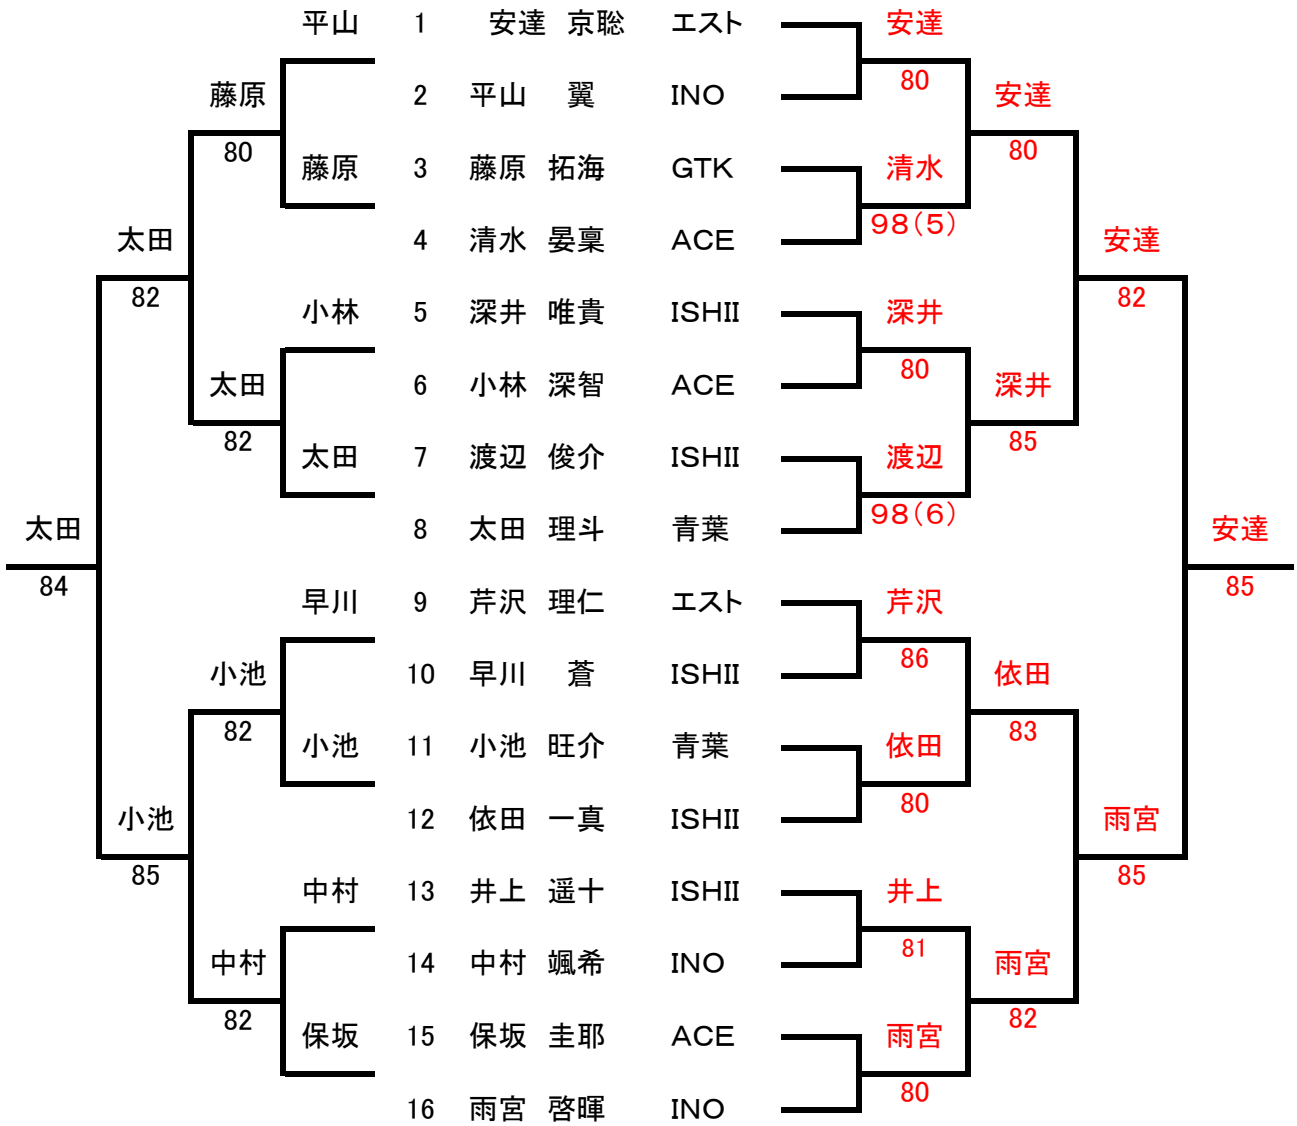 平山 1 安達 京聡 エスト 安達
80
藤原 2 平山 翼 INO 安達
80 80
藤原 3 藤原 拓海 GTK 清水
98(5)
太田 4 清水 晏稟 ACE 安達
82 82
小林 5 深井 唯貴 ISHII 深井
80
太田 6 小林 深智 ACE 深井
82 85
太田 7 渡辺 俊介 ISHII 渡辺
98(6)
太田 8 太田 理斗 青葉 安達
84 85
早川 9 芹沢 理仁 エスト 芹沢
86
小池 10 早川 蒼 ISHII 依田
82 83
小池 11 小池 旺介 青葉 依田
80
小池 12 依田 一真 ISHII 雨宮
85 85
中村 13 井上 遥十 ISHII 井上
81
中村 14 中村 颯希 INO 雨宮
82 82
保坂 15 保坂 圭耶 ACE 雨宮
80
16 雨宮 啓暉 INO